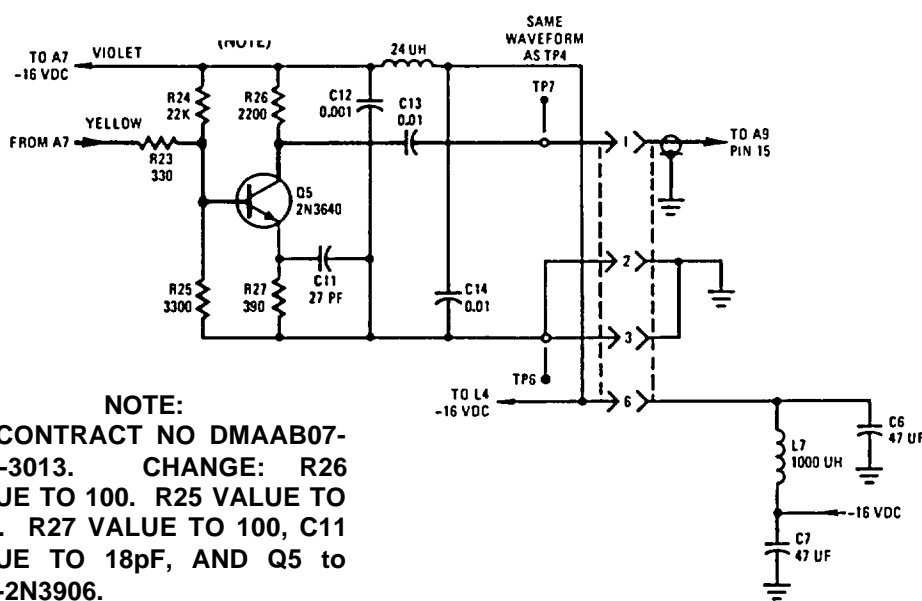 SAME
WAVEFORM
AS TP4
(NOTE)
24 UH
TO A7
-16 VDC
VIOLET
R24
22K
R26
2200
C12
0.001
C13
0.01
TP7
FROM A7
YELLOW
R23
330
1
TO A9
PIN 15
Q5
2N3640
2
R25
3300
R27
390
C11
27 PF
C14
0.01
3
TP6
TO L4
-16 VDC
6
C6
47 UF
L7
1000 UH
-16 VDC
C7
47 UF
NOTE:
CONTRACT NO DMAAB07-
-3013. CHANGE: R26
UE TO 100. R25 VALUE TO
. R27 VALUE TO 100, C11
UE TO 18pF, AND Q5 to
-2N3906.